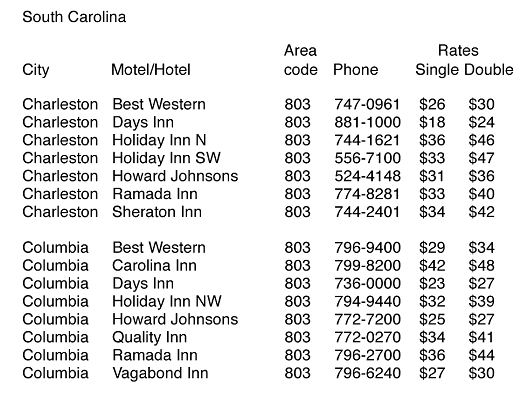 South Carolina
Area Rates
City Motel/Hotel code Phone Single Double
Charleston Best Western 803 747-0961 $26 $30
Charleston Days Inn 803 881-1000 $18 $24
Charleston Holiday Inn N 803 744-1621 $36 $46
Charleston Holiday Inn SW 803 556-7100 $33 $47
Charleston Howard Johnsons 803 524-4148 $31 $36
Charleston Ramada Inn 803 774-8281 $33 $40
Charleston Sheraton Inn 803 744-2401 $34 $42
Columbia Best Western 803 796-9400 $29 $34
Columbia Carolina Inn 803 799-8200 $42 $48
Columbia Days Inn 803 736-0000 $23 $27
Columbia Holiday Inn NW 803 794-9440 $32 $39
Columbia Howard Johnsons 803 772-7200 $25 $27
Columbia Quality Inn 803 772-0270 $34 $41
Columbia Ramada Inn 803 796-2700 $36 $44
Columbia Vagabond Inn 803 796-6240 $27 $30